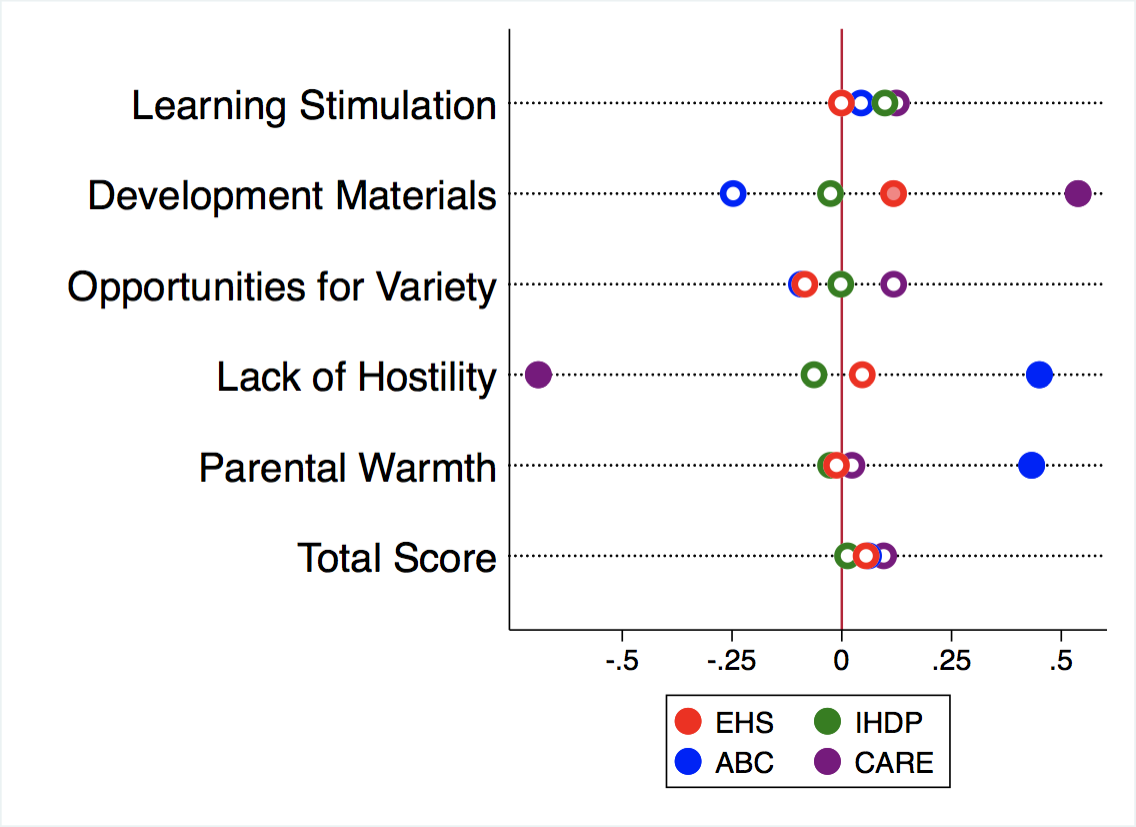 Learning Stimulation
Development Materials
Opportunities for Variety
Lack of Hostility
Parental Warmth
Total Score
-.5 -.25 0 .25 .5
EHS IHDP
ABC CARE